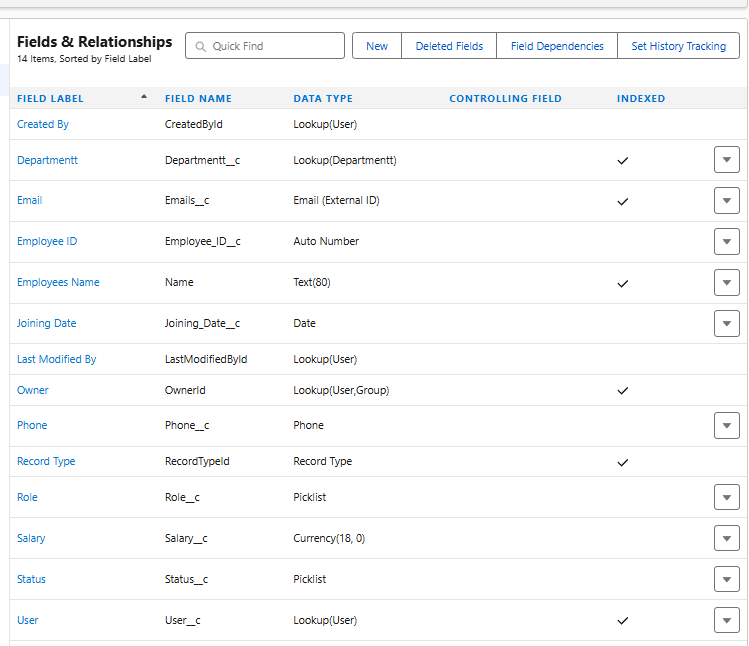 Fields & Relationships
14 Items, Sorted by Field Label
Quick Find
New Deleted Fields Field Dependencies Set History Tracking
FIELD LABEL FIELD NAME DATA TYPE CONTROLLING FIELD INDEXED
Created By CreatedById Lookup(User)
Departmentt Departmentt__c Lookup(Departmentt)
Email Emails__c Email (External ID)
Employee ID Employee_ID__c Auto Number
Employees Name Name Text(80)
Joining Date Joining_Date__c Date
Last Modified By LastModifiedById Lookup(User)
Owner OwnerId Lookup(User,Group)
Phone Phone__c Phone
Record Type RecordTypeId Record Type
Role Role__c Picklist
Salary Salary__c Currency(18, 0)
Status Status__c Picklist
User User__c Lookup(User)